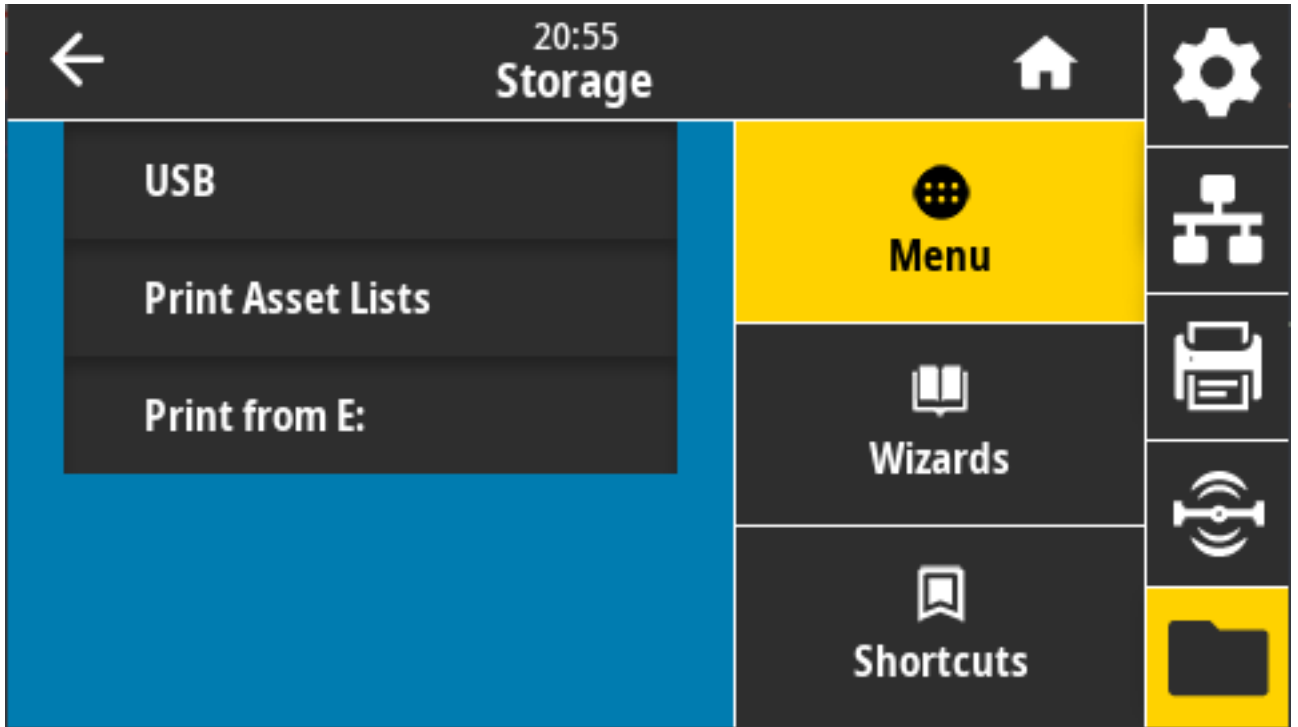 20:55
Storage
USB
Print Asset Lists
Print from E:
Menu
Wizards
Shortcuts